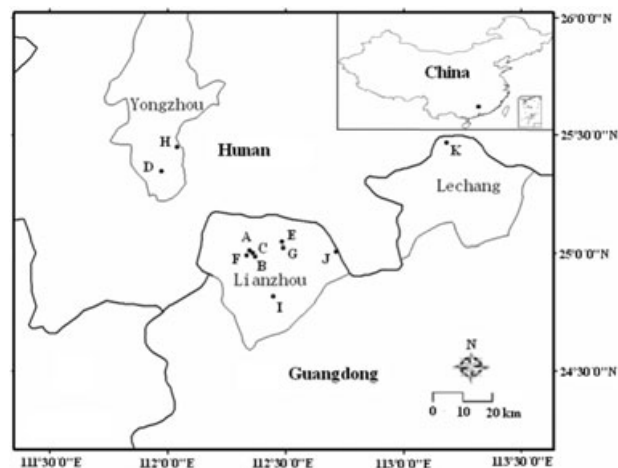 26°0'0"N
China
Yongzhou
H
Hunan
25°30'0"N
K
D
Lechang
A
E
C
G
F
B
J
25°0'0"N
Lianzhou
I
N
Guangdong
24°30'0"N
0 10 20 km
111°30'0"E
112°0'0"E
112°30'0"E
113°0'0"E
113°30'0"E